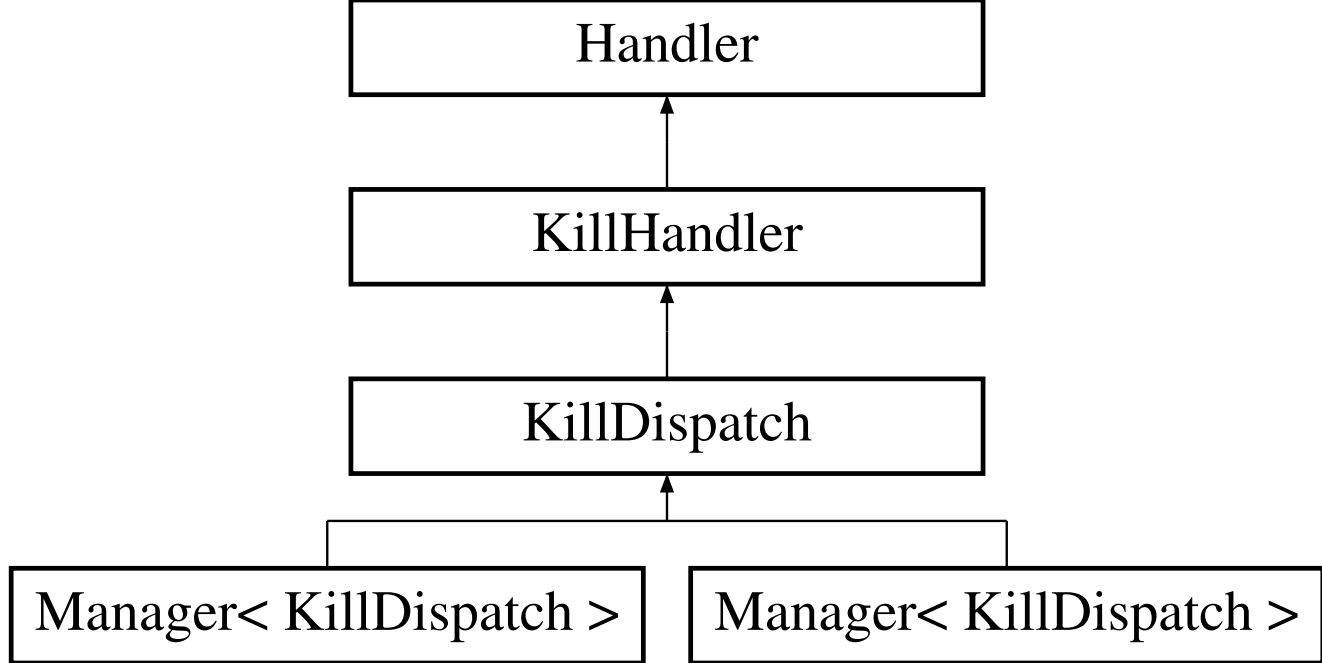 Handler
KillHandler
KillDispatch
Manager< KillDispatch >
Manager< KillDispatch >